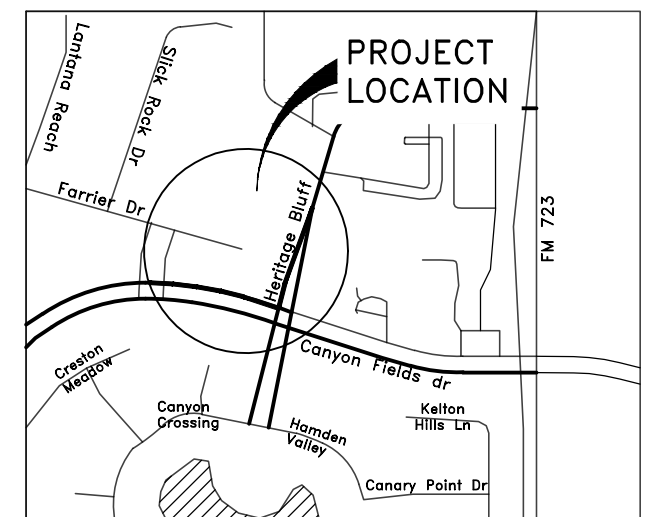 PROJECT
LOCATION
Lantana Reach
Slick Rock Dr
Farrier Dr
Heritage Bluff
FM 723
Canyon Fields dr
Creston
Meadow
Canyon
Crossing
Hamden
Valley
Kelton
Hills Ln
Canary Point Dr